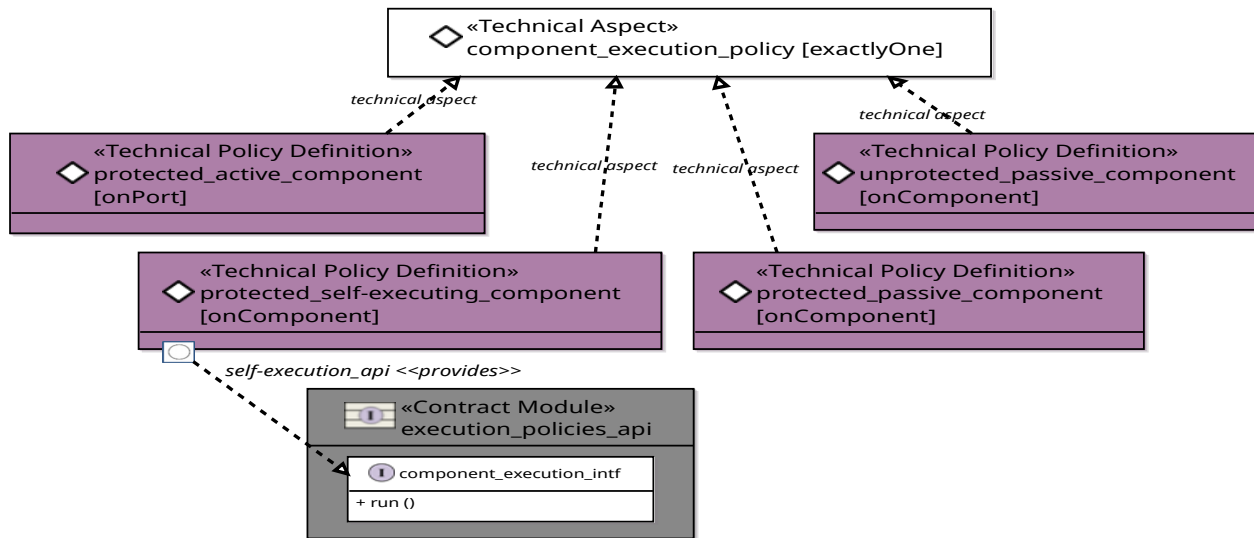 «Technical Aspect»
component_execution_policy [exactlyOne]
technical aspect
technical aspect
technical aspect
technical aspect
«Technical Policy Definition»
protected_active_component
[onPort]
«Technical Policy Definition»
unprotected_passive_component
[onComponent]
«Technical Policy Definition»
protected_self-executing_component
[onComponent]
«Technical Policy Definition»
protected_passive_component
[onComponent]
self-execution_api <<provides>>
I
«Contract Module»
execution_policies_api
I
component_execution_intf
+ run ()